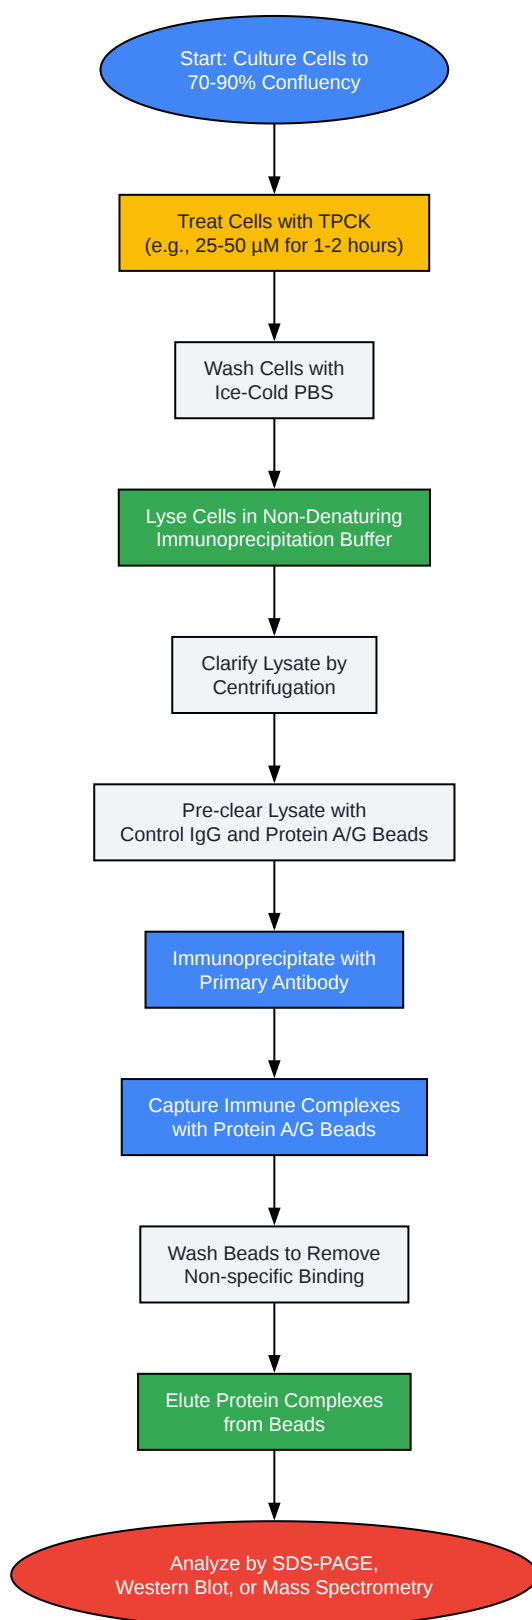 Start: Culture Cells to
70-90% Confluency
Treat Cells with TPCK
(e.g., 25-50 µM for 1-2 hours)
Wash Cells with
Ice-Cold PBS
Lyse Cells in Non-Denaturing
Immunoprecipitation Buffer
Clarify Lysate by
Centrifugation
Pre-clear Lysate with
Control IgG and Protein A/G Beads
Immunoprecipitate with
Primary Antibody
Capture Immune Complexes
with Protein A/G Beads
Wash Beads to Remove
Non-specific Binding
Elute Protein Complexes
from Beads
Analyze by SDS-PAGE,
Western Blot, or Mass Spectrometry